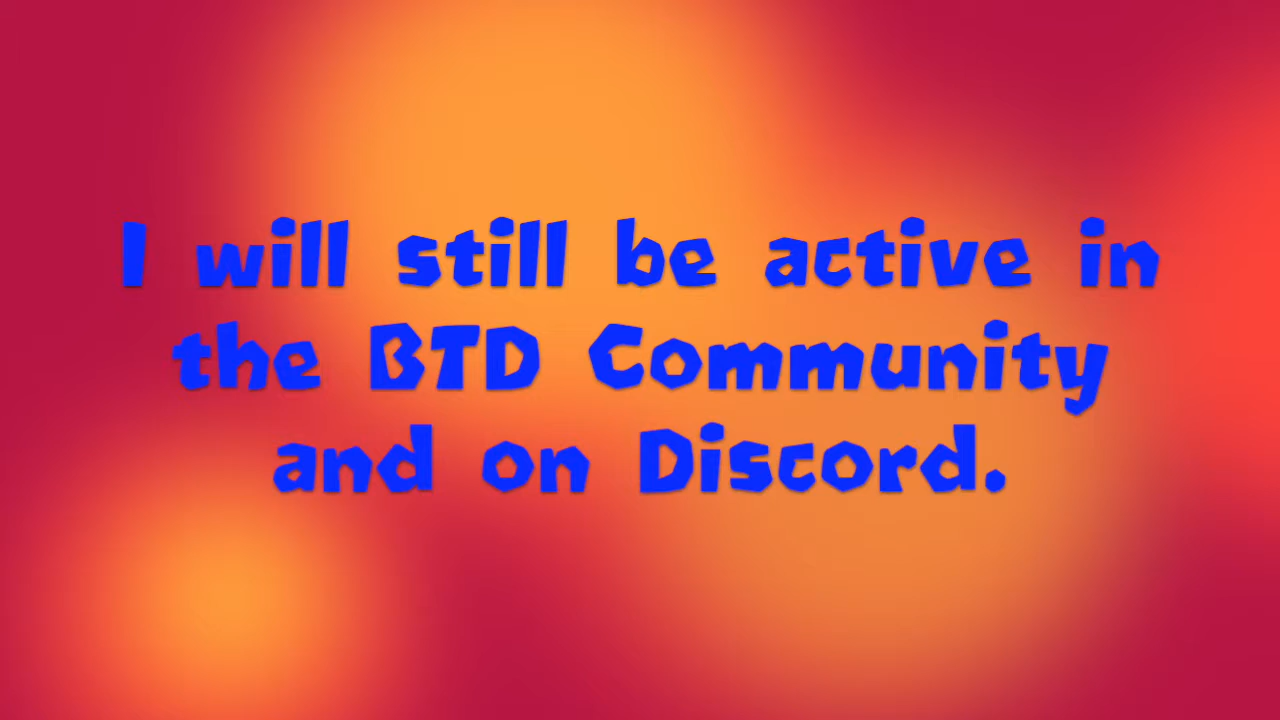 I will still be active in
the BTD Community
and on Discord.